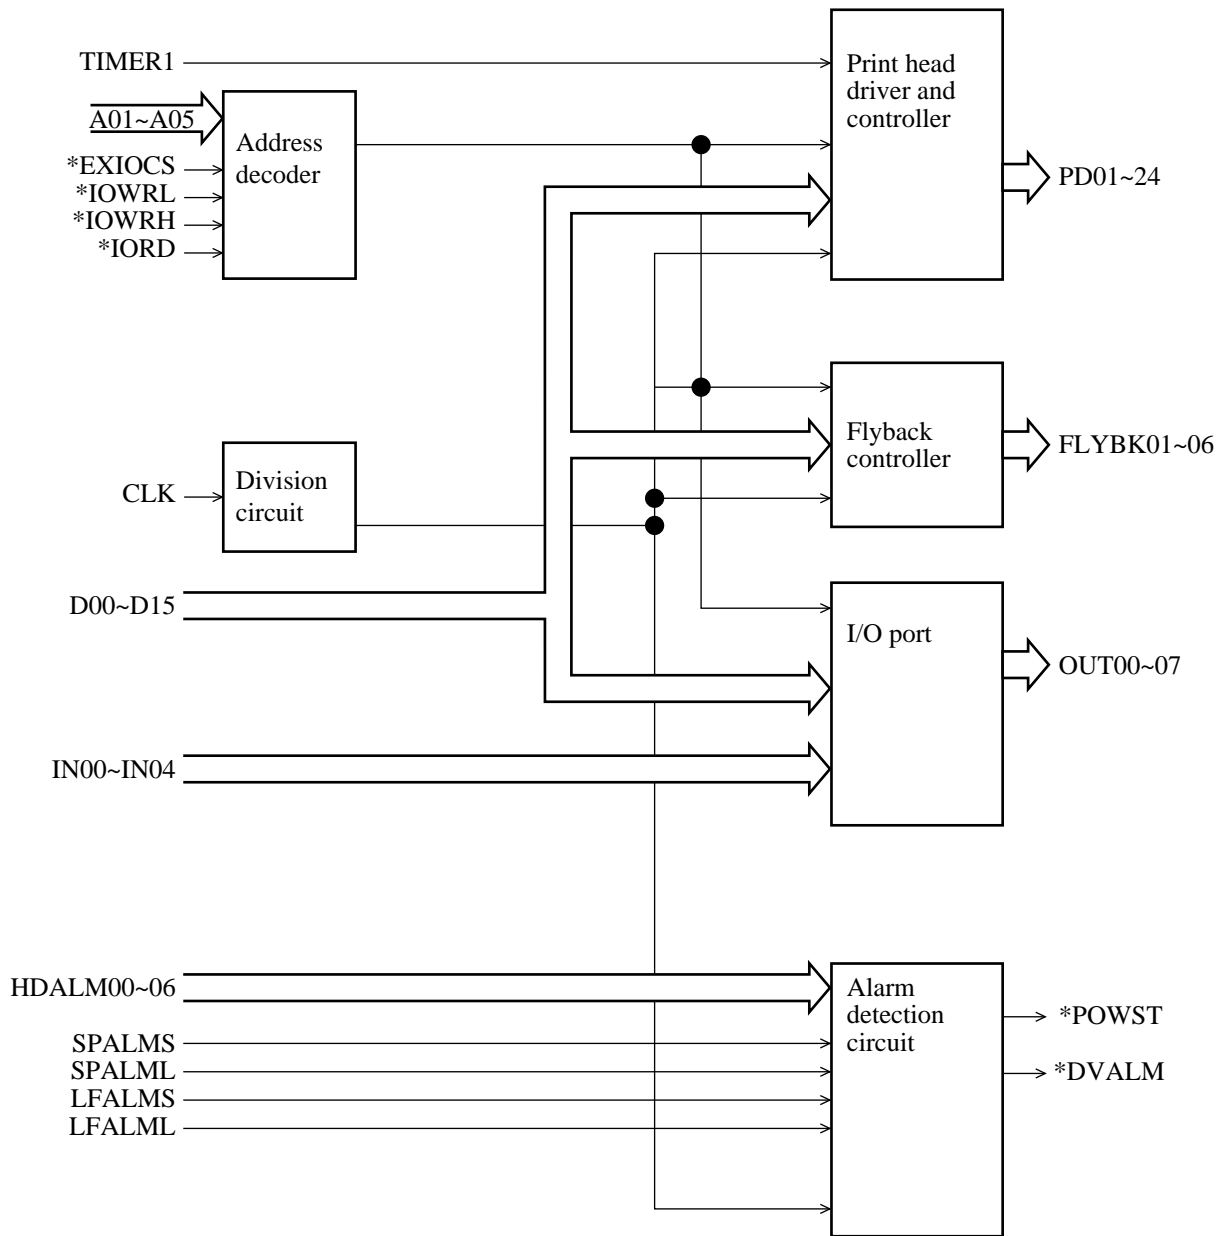 TIMER1
A01~A05
*EXIOCS
*IOWRL
*IOWRH
*IORD
Address
decoder
Print head
driver and
controller
PD01~24
CLK
Division
circuit
Flyback
controller
FLYBK01~06
D00~D15
I/O port
OUT00~07
IN00~IN04
HDALM00~06
SPALMS
SPALML
LFALMS
LFALML
Alarm
detection
circuit
*POWST
*DVALM